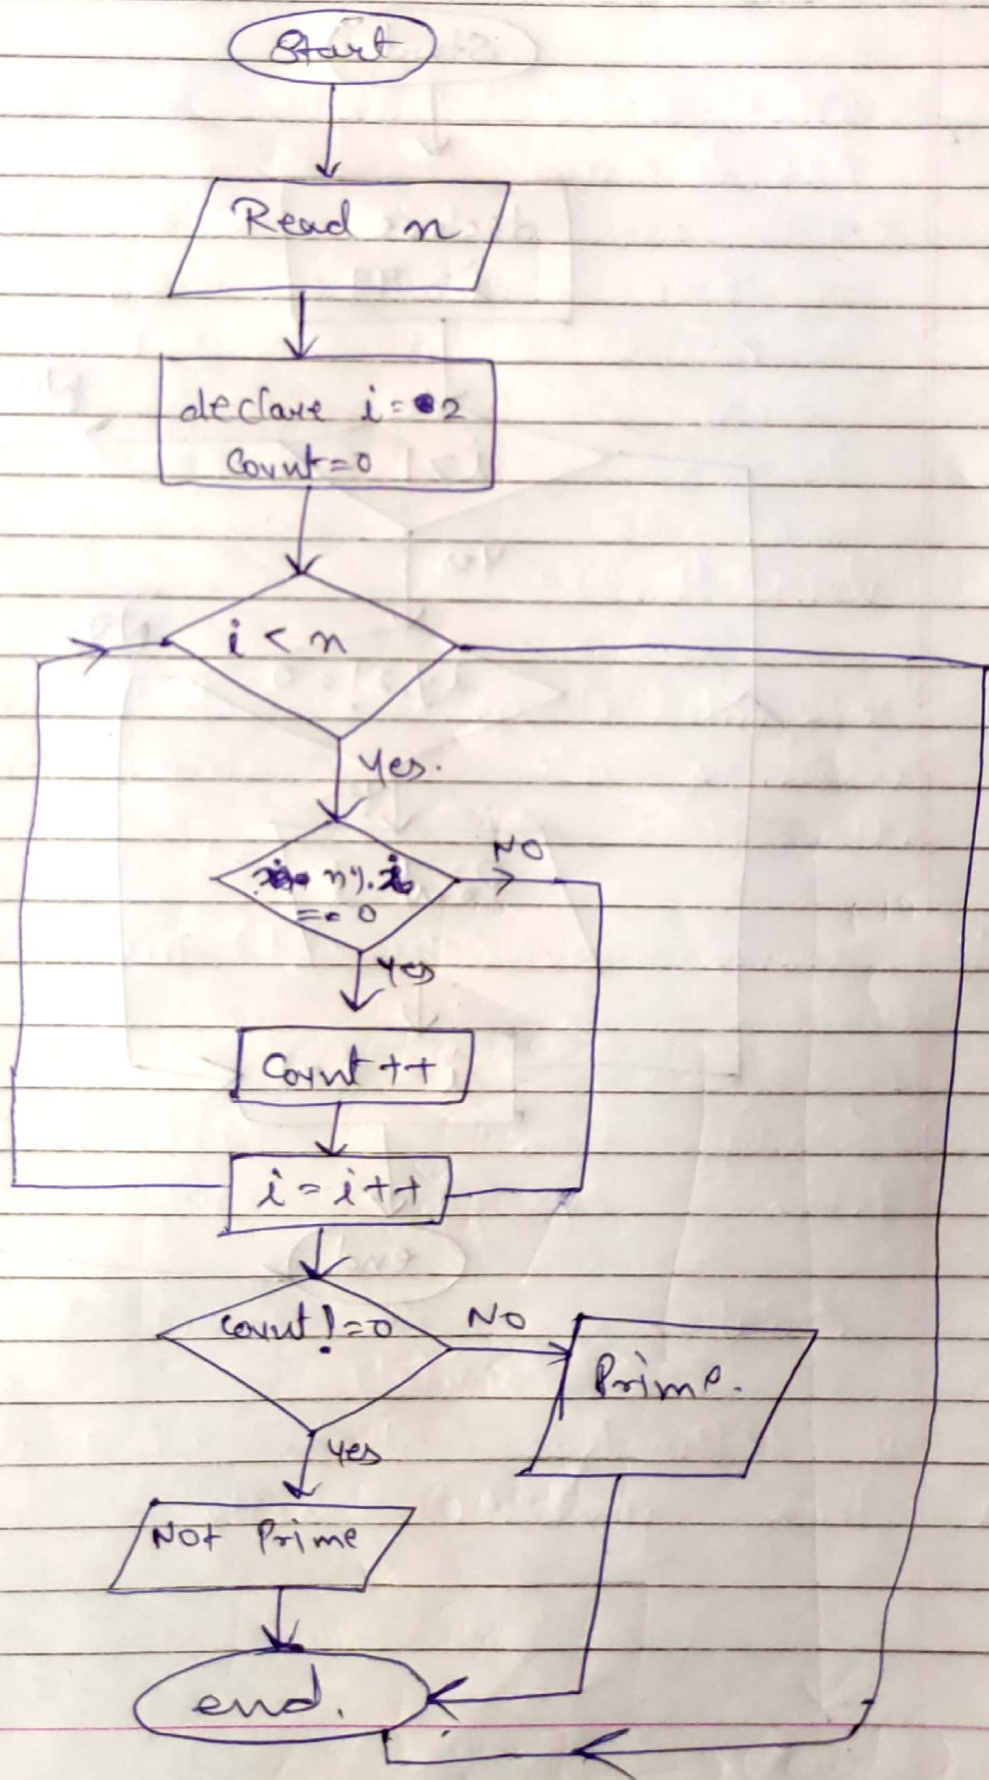 Start
Read n
declare i = 2
Count=0
i < n
Yes.
NO
n%.i
== 0
Yes
Count ++
i = i++
count!=0
NO
Prime.
Yes
Not Prime
end.